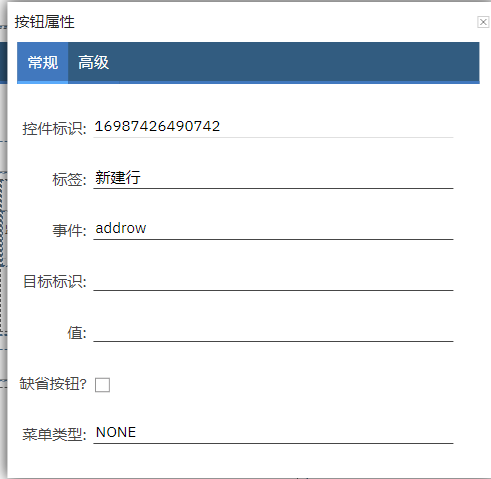 按钮属性
常规 高级
控件标识: 16987426490742
标签: 新建行
事件: addrow
目标标识:
值:
缺省按钮?
菜单类型: NONE